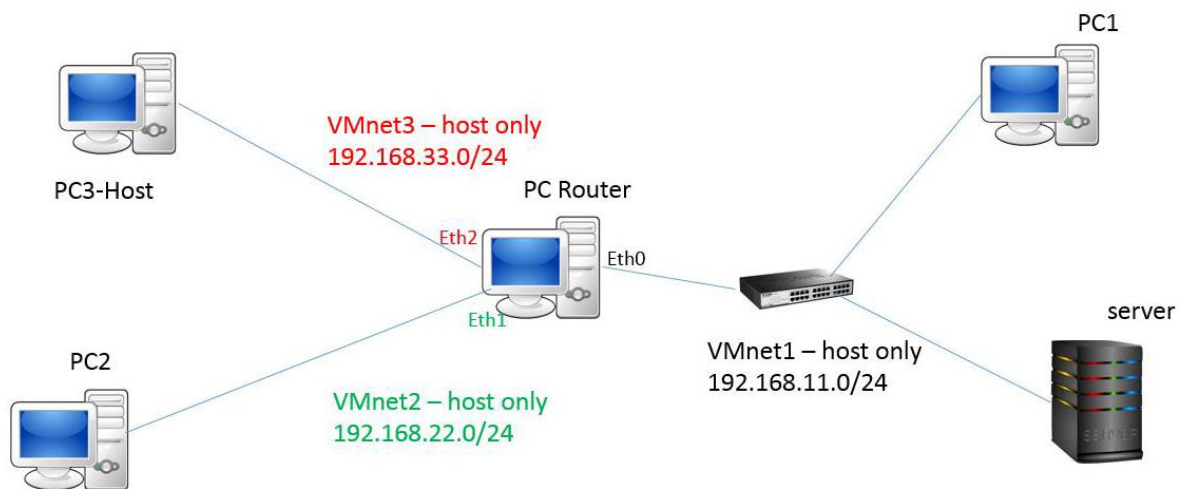 PC1
VMnet3 – host only
192.168.33.0/24
PC3-Host
PC Router
Eth2
Eth0
Eth1
server
VMnet1 – host only
192.168.11.0/24
PC2
VMnet2 – host only
192.168.22.0/24
SERVER